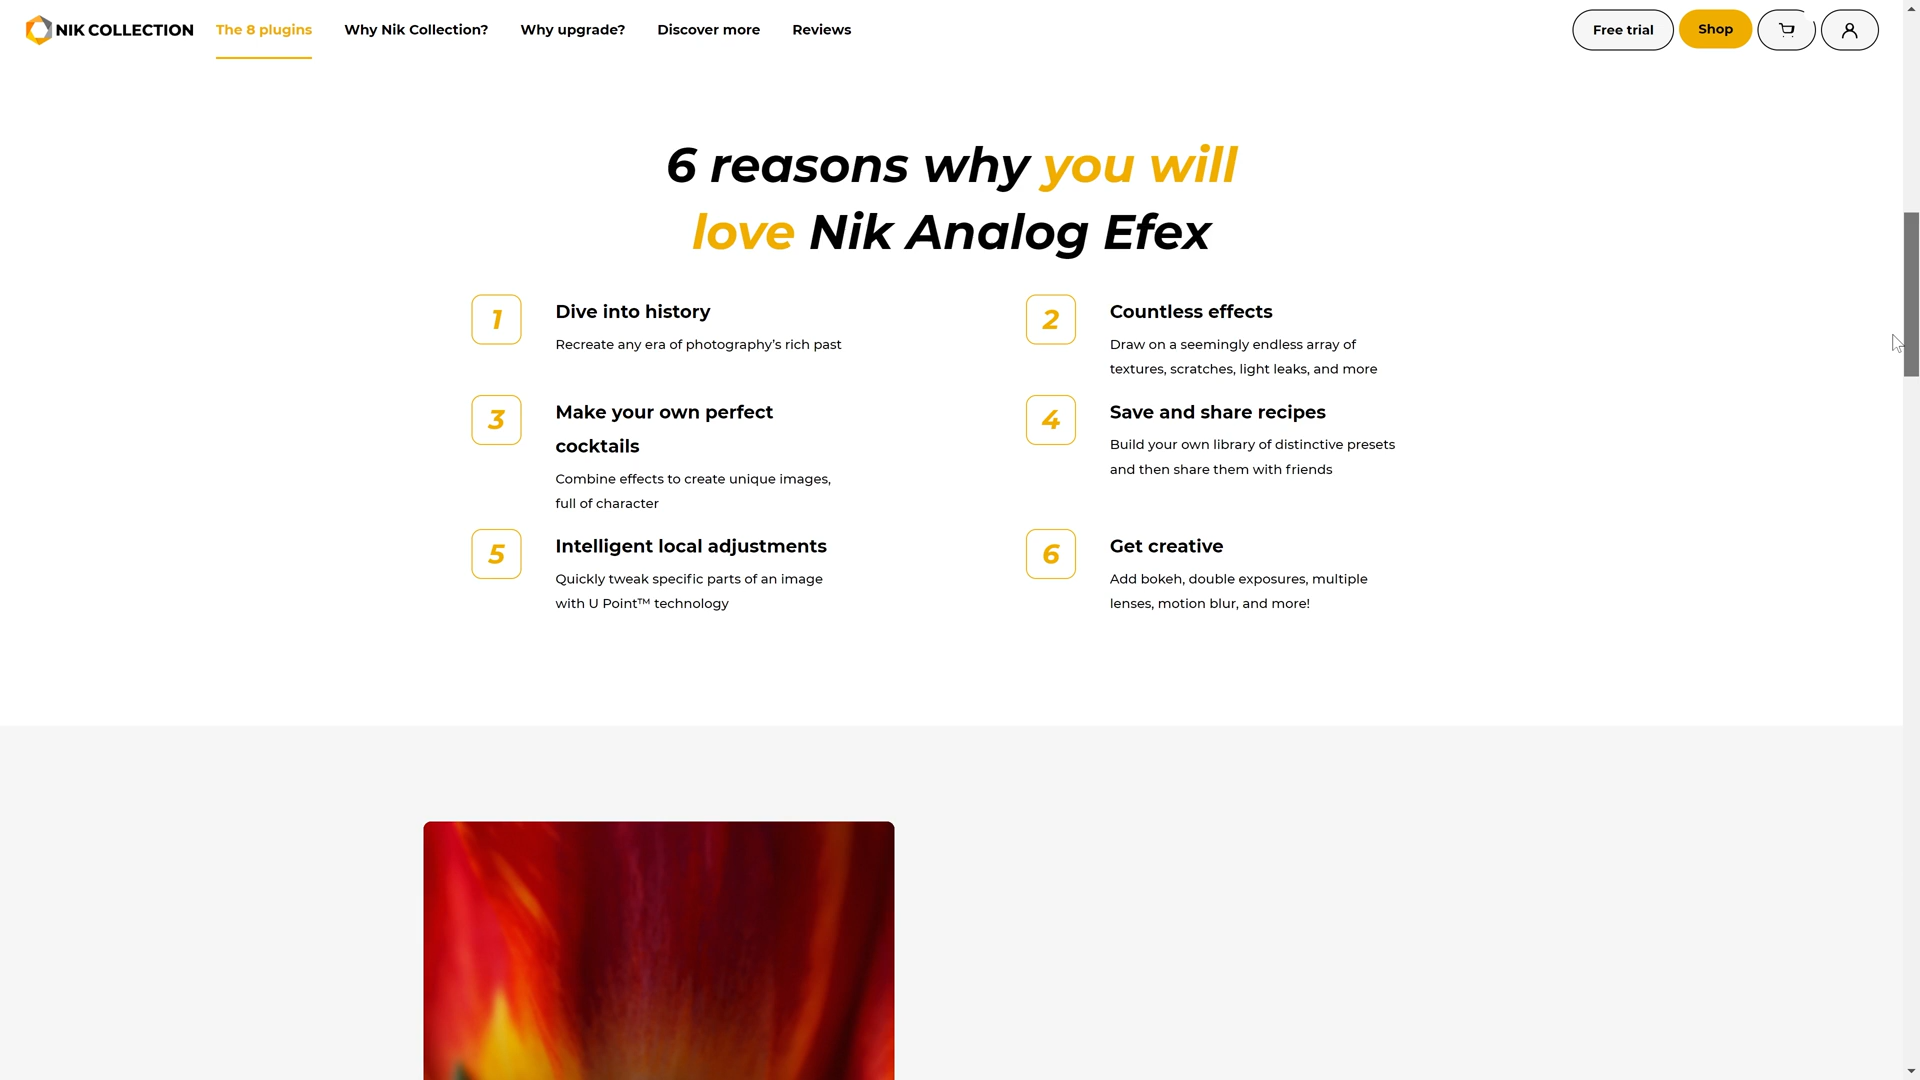 NIK COLLECTION
The 8 plugins
Why Nik Collection?
Why upgrade?
Discover more
Reviews
Free trial
Shop
6 reasons why you will
love Nik Analog Efex
1
Dive into history
Recreate any era of photography’s rich past
2
Countless effects
Draw on a seemingly endless array of
textures, scratches, light leaks, and more
3
Make your own perfect
cocktails
Combine effects to create unique images,
full of character
4
Save and share recipes
Build your own library of distinctive presets
and then share them with friends
5
Intelligent local adjustments
Quickly tweak specific parts of an image
with U Point™ technology
6
Get creative
Add bokeh, double exposures, multiple
lenses, motion blur, and more!